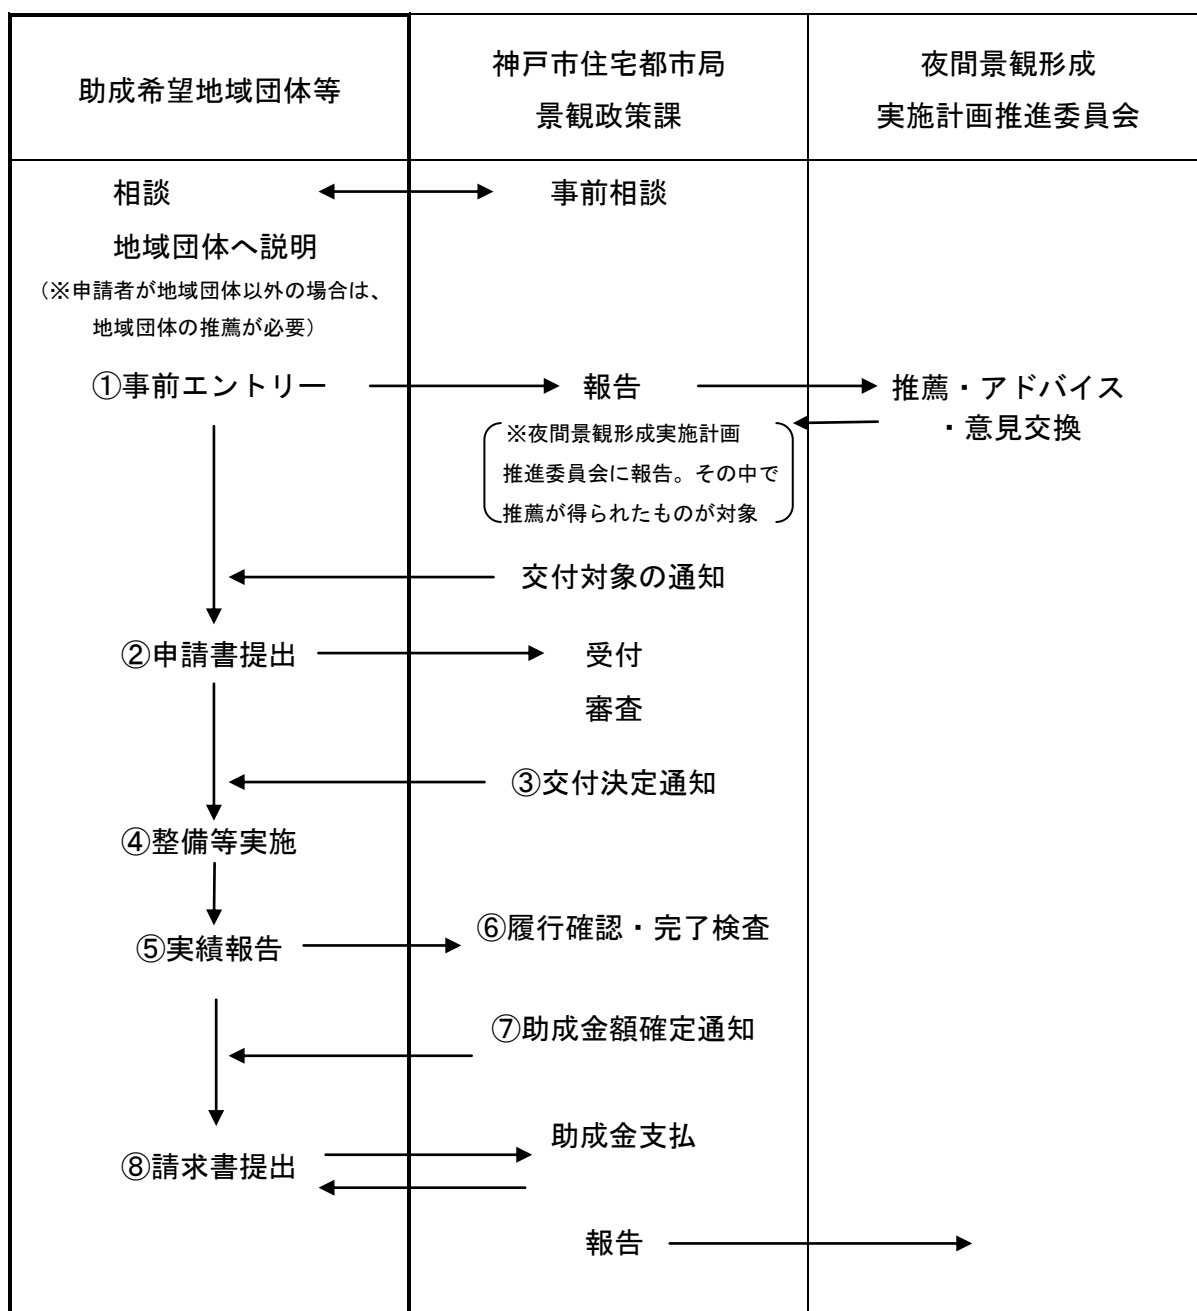 助成希望地域団体等
神戸市住宅都市局
景観政策課
夜間景観形成
実施計画推進委員会
相談
事前相談
地域団体へ説明
（※申請者が地域団体以外の場合は、
地域団体の推薦が必要）
①事前エントリー
報告
推薦・アドバイス
・意見交換
※夜間景観形成実施計画
推進委員会に報告。その中で
推薦が得られたものが対象
交付対象の通知
②申請書提出
受付
審査
③交付決定通知
④整備等実施
⑤実績報告
⑥履行確認・完了検査
⑦助成金額確定通知
助成金支払
⑧請求書提出
報告